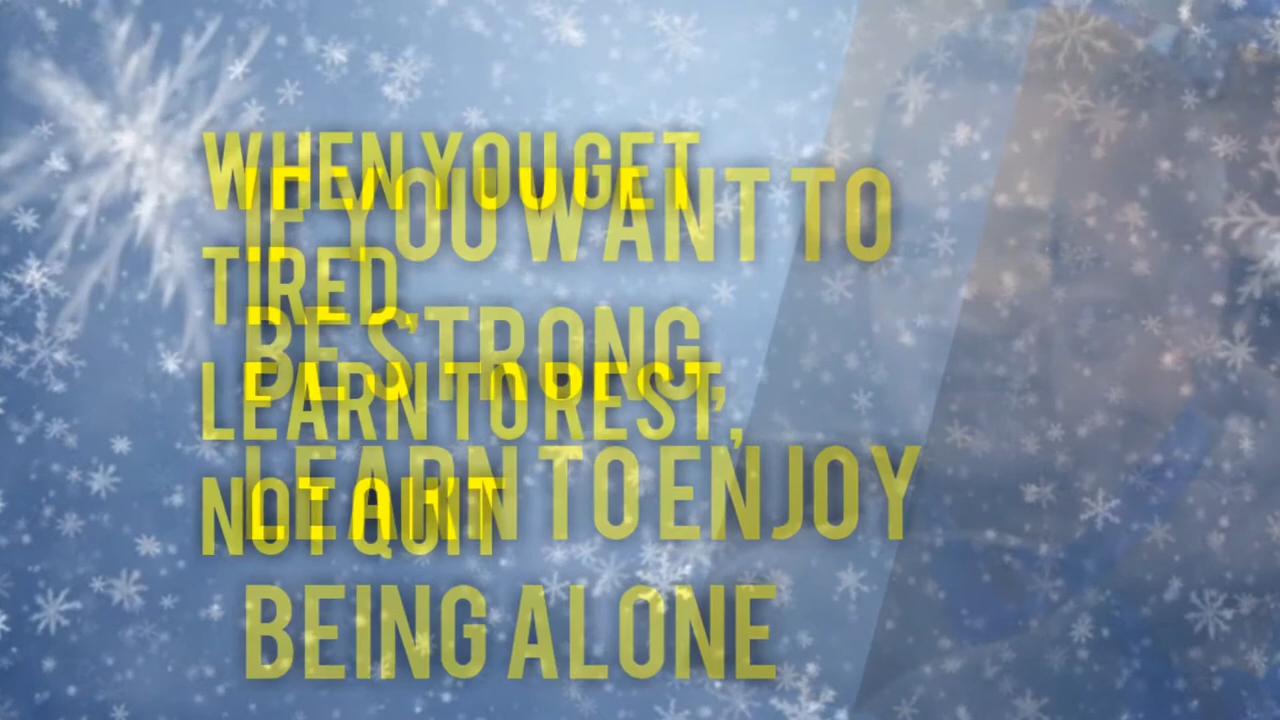 WHEN YOU GET
TIRED,
LEARN TO REST,
NOT QUIT
IF YOU WANT TO
BE STRONG,
LEARN TO ENJOY
BEING ALONE